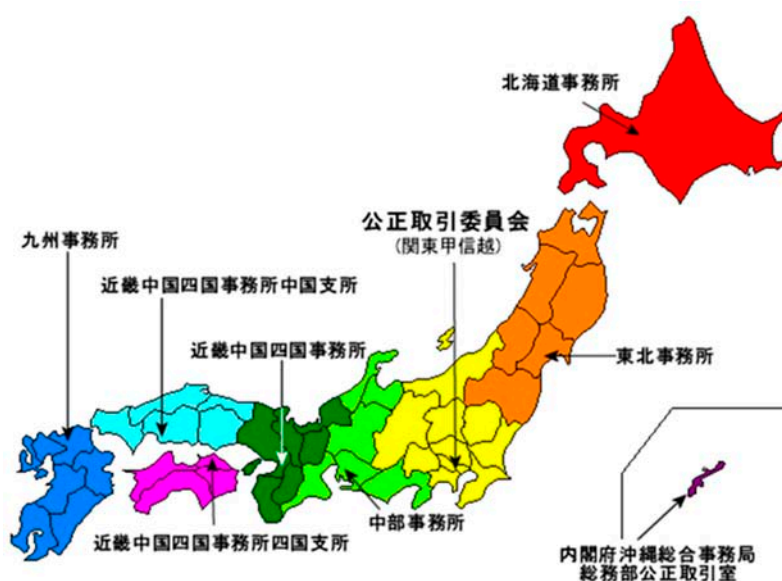 北海道事務所
公正取引委員会
(関東甲信越)
九州事務所
近畿中国四国事務所中国支所
近畿中国四国事務所
東北事務所
中部事務所
近畿中国四国事務所四国支所
内閣府沖縄総合事務局
総務部公正取引室